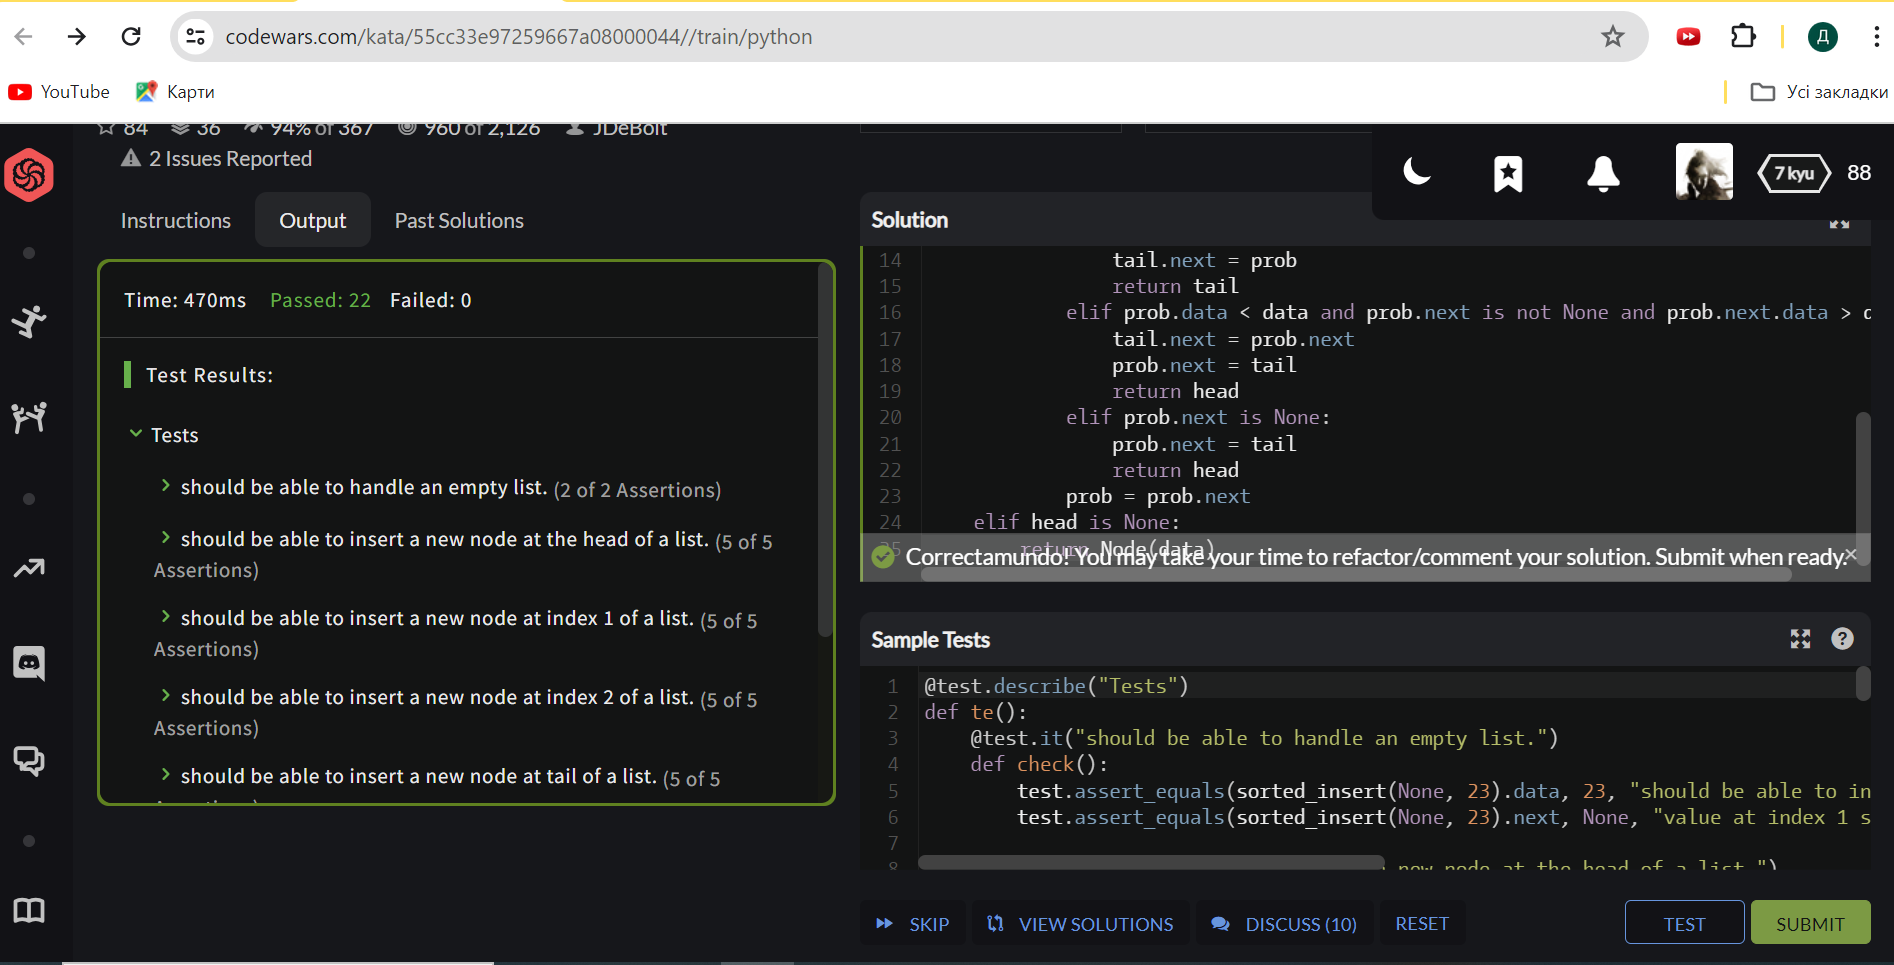 codewars.com/kata/55cc33e97259667a08000044//train/python
Д
YouTube
Карти
Усі закладки
84 36 94% of 367 960 of 2,126 JDeBolt
2 Issues Reported
7 kyu
88
Instructions
Output
Past Solutions
Time: 470ms Passed: 22 Failed: 0
Test Results:
Tests
should be able to handle an empty list. (2 of 2 Assertions)
should be able to insert a new node at the head of a list. (5 of 5
Assertions)
should be able to insert a new node at index 1 of a list. (5 of 5
Assertions)
should be able to insert a new node at index 2 of a list. (5 of 5
Assertions)
should be able to insert a new node at tail of a list. (5 of 5
Solution
14 tail.next = prob
15 return tail
16 elif prob.data < data and prob.next is not None and prob.next.data >
17 tail.next = prob.next
18 prob.next = tail
19 return head
20 elif prob.next is None:
21 prob.next = tail
22 return head
23 prob = prob.next
24 elif head is None:
25 return Node(data)
Correctamundo! You may take your time to refactor/comment your solution. Submit when ready.
Sample Tests
1 @test.describe("Tests")
2 def te():
3 @test.it("should be able to handle an empty list.")
4 def check():
5 test.assert_equals(sorted_insert(None, 23).data, 23, "should be able to in
6 test.assert_equals(sorted_insert(None, 23).next, None, "value at index 1 s
7
8 new node at the head of a list.")
SKIP
VIEW SOLUTIONS
DISCUSS (10)
RESET
TEST
SUBMIT